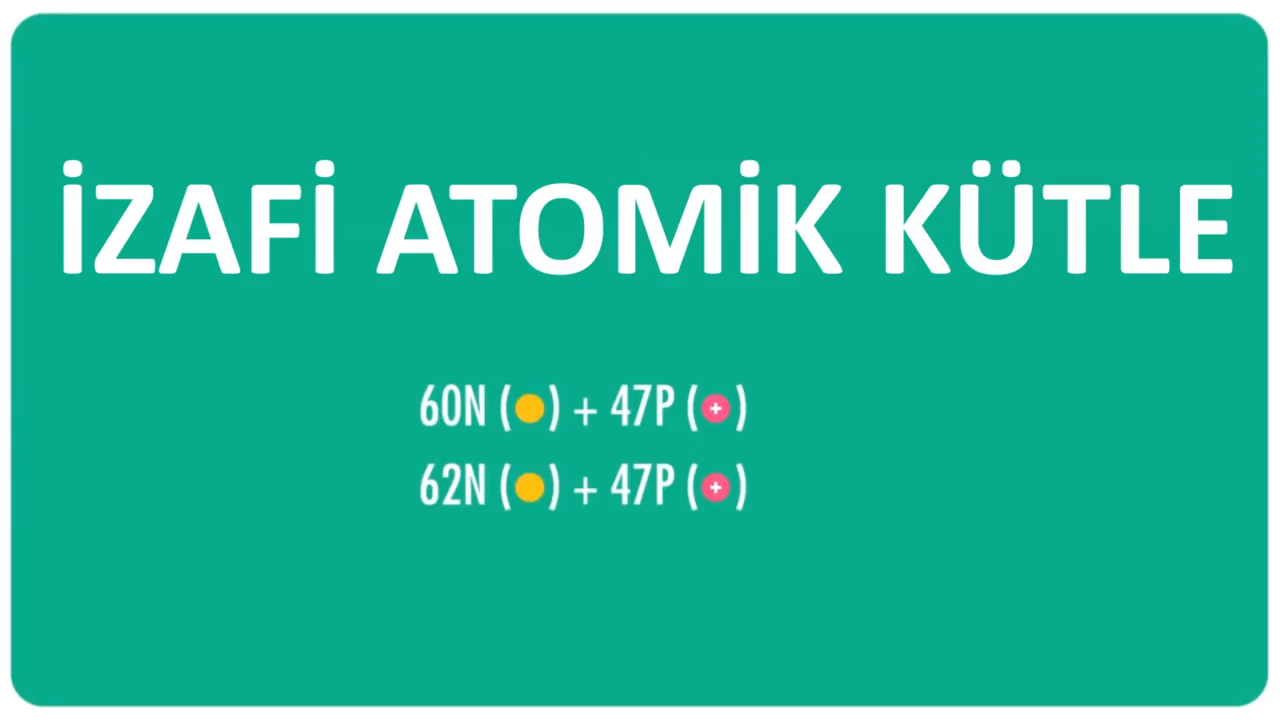 İZAFİ ATOMİK KÜTLE
60N ( ) + 47P (+)
62N ( ) + 47P (+)